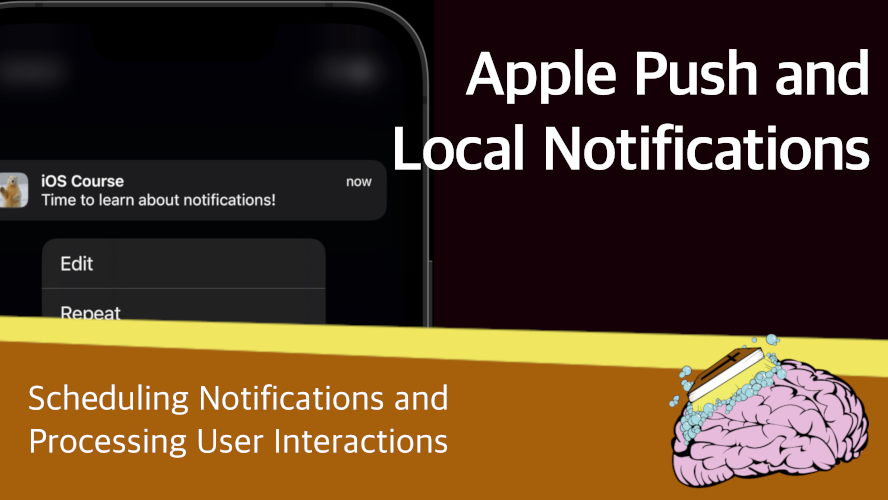 Apple Push and
Local Notifications
iOS Course
now
Time to learn about notifications!
Edit
Repeat
Scheduling Notifications and
Processing User Interactions